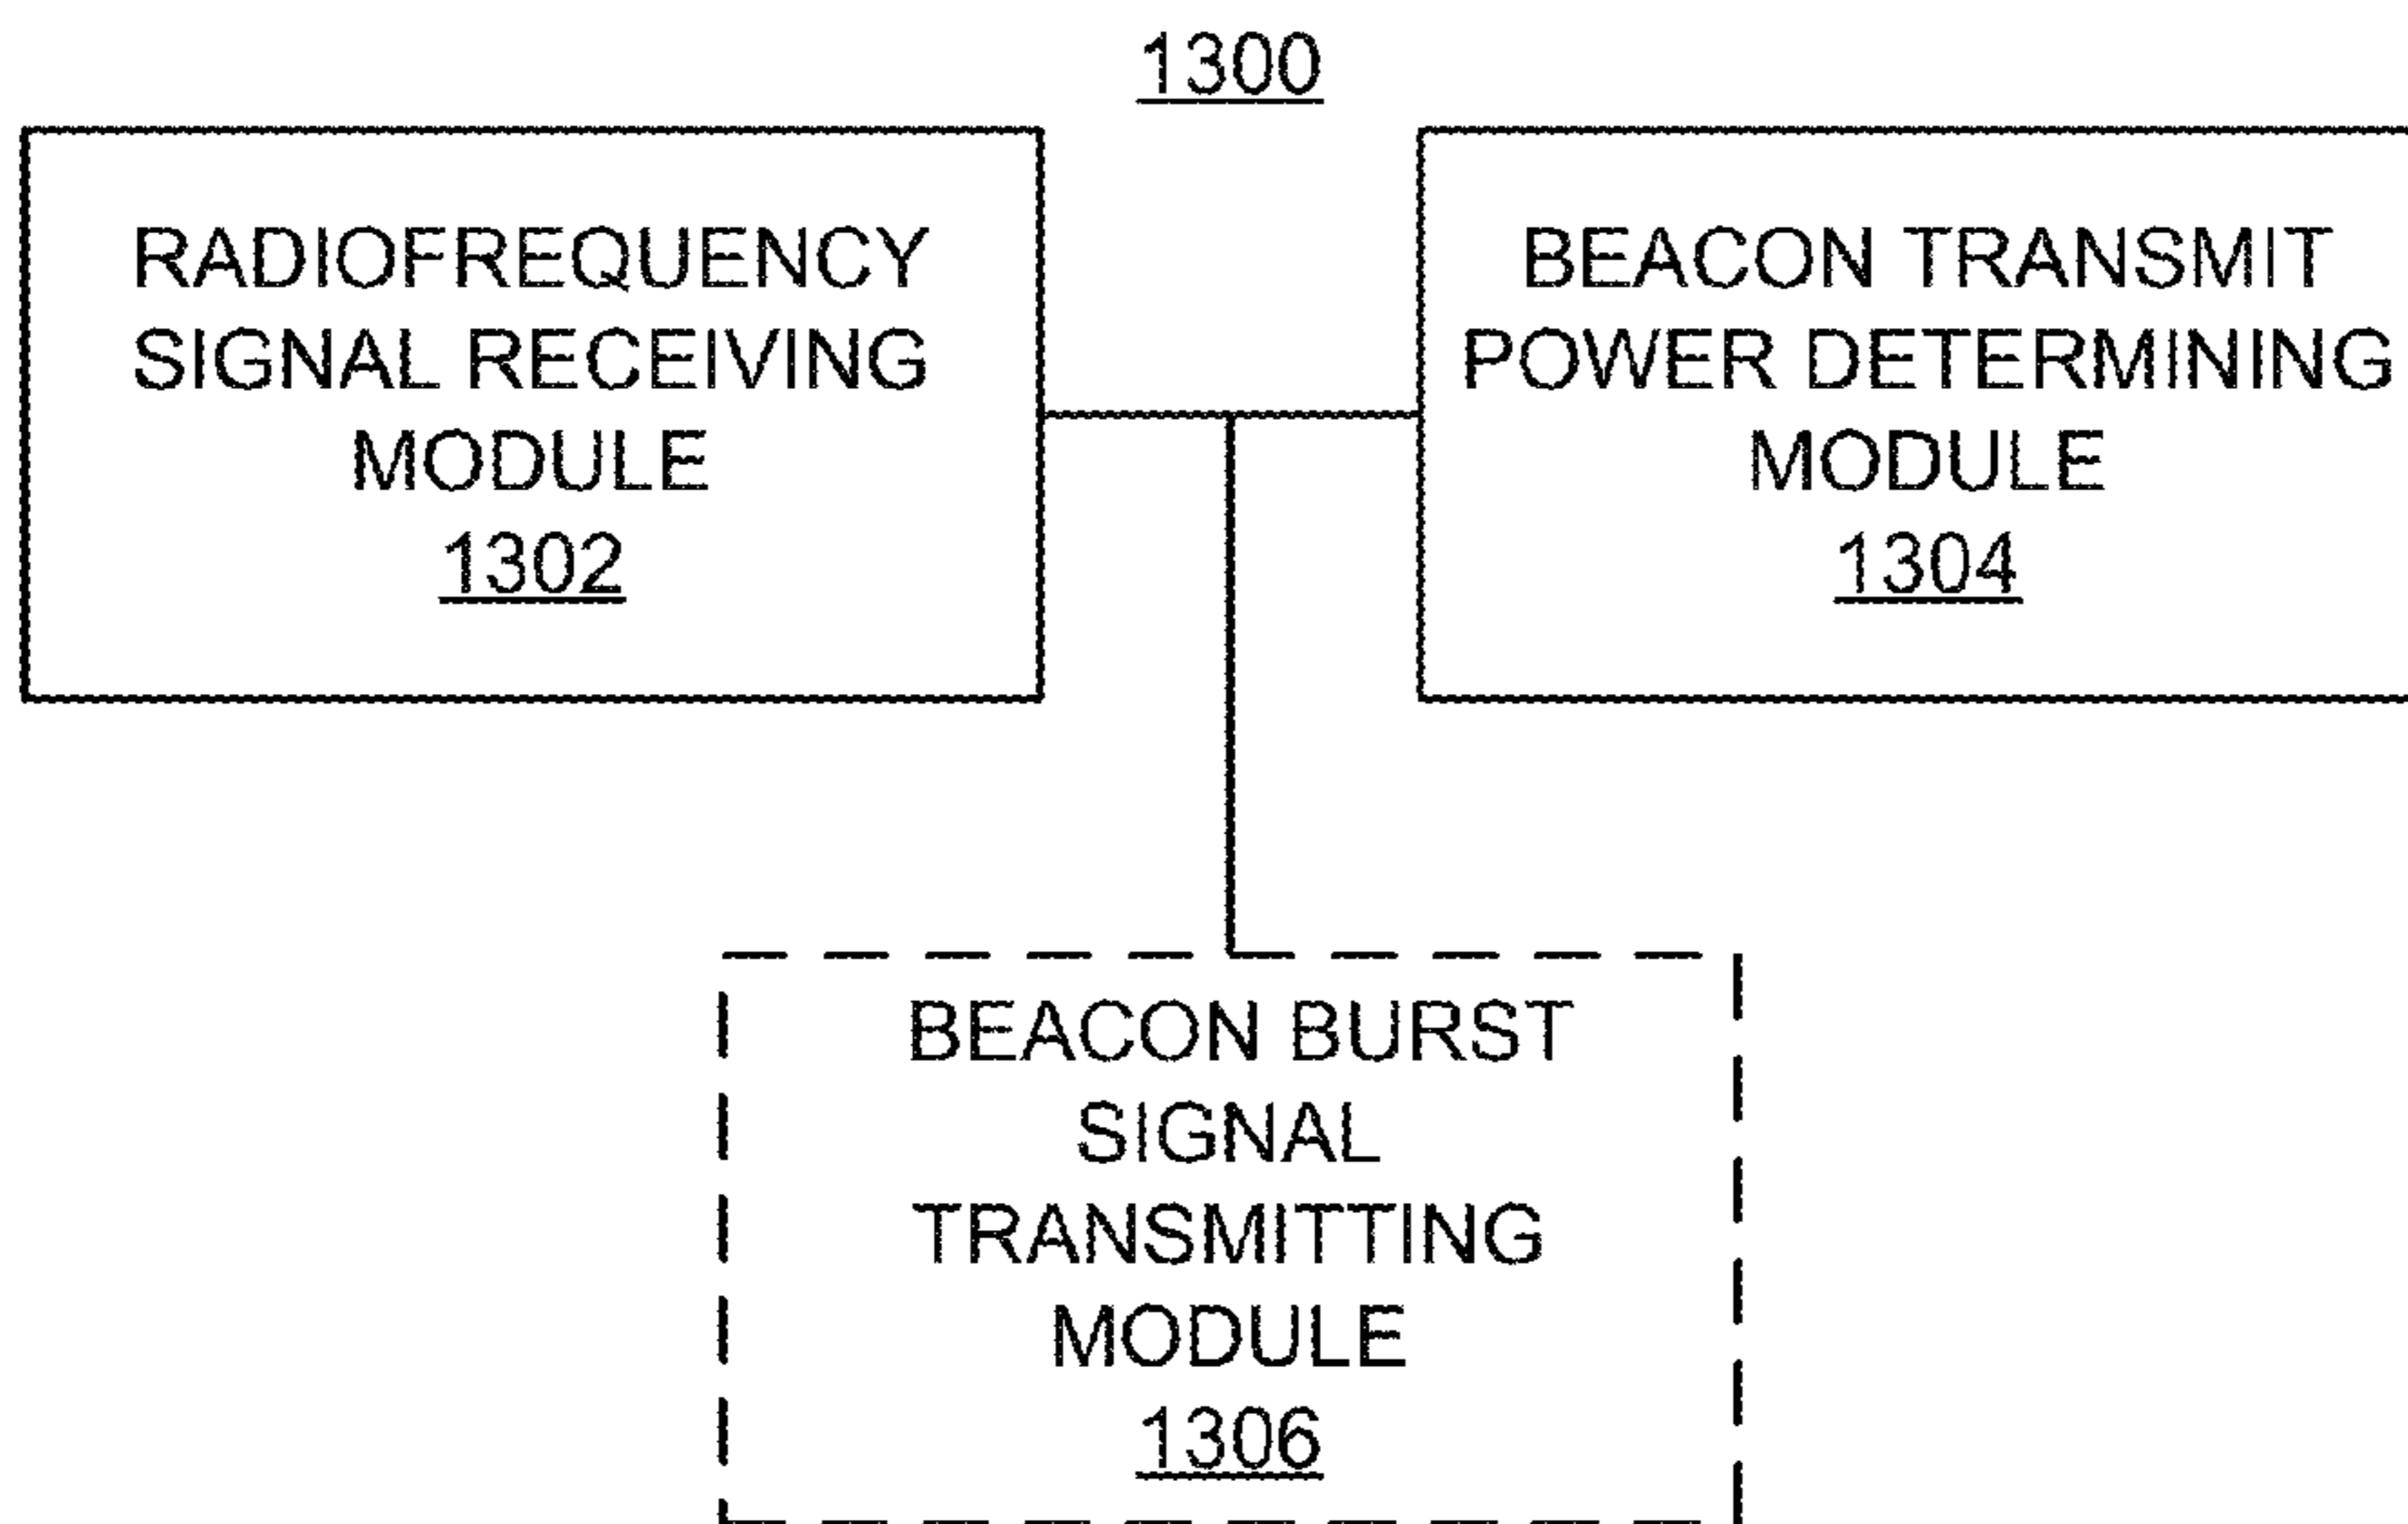 1300
RADIOFREQUENCY
SIGNAL RECEIVING
MODULE
1302
BEACON TRANSMIT
POWER DETERMINING
MODULE
1304
BEACON BURST
SIGNAL
TRANSMITTING
MODULE
1306